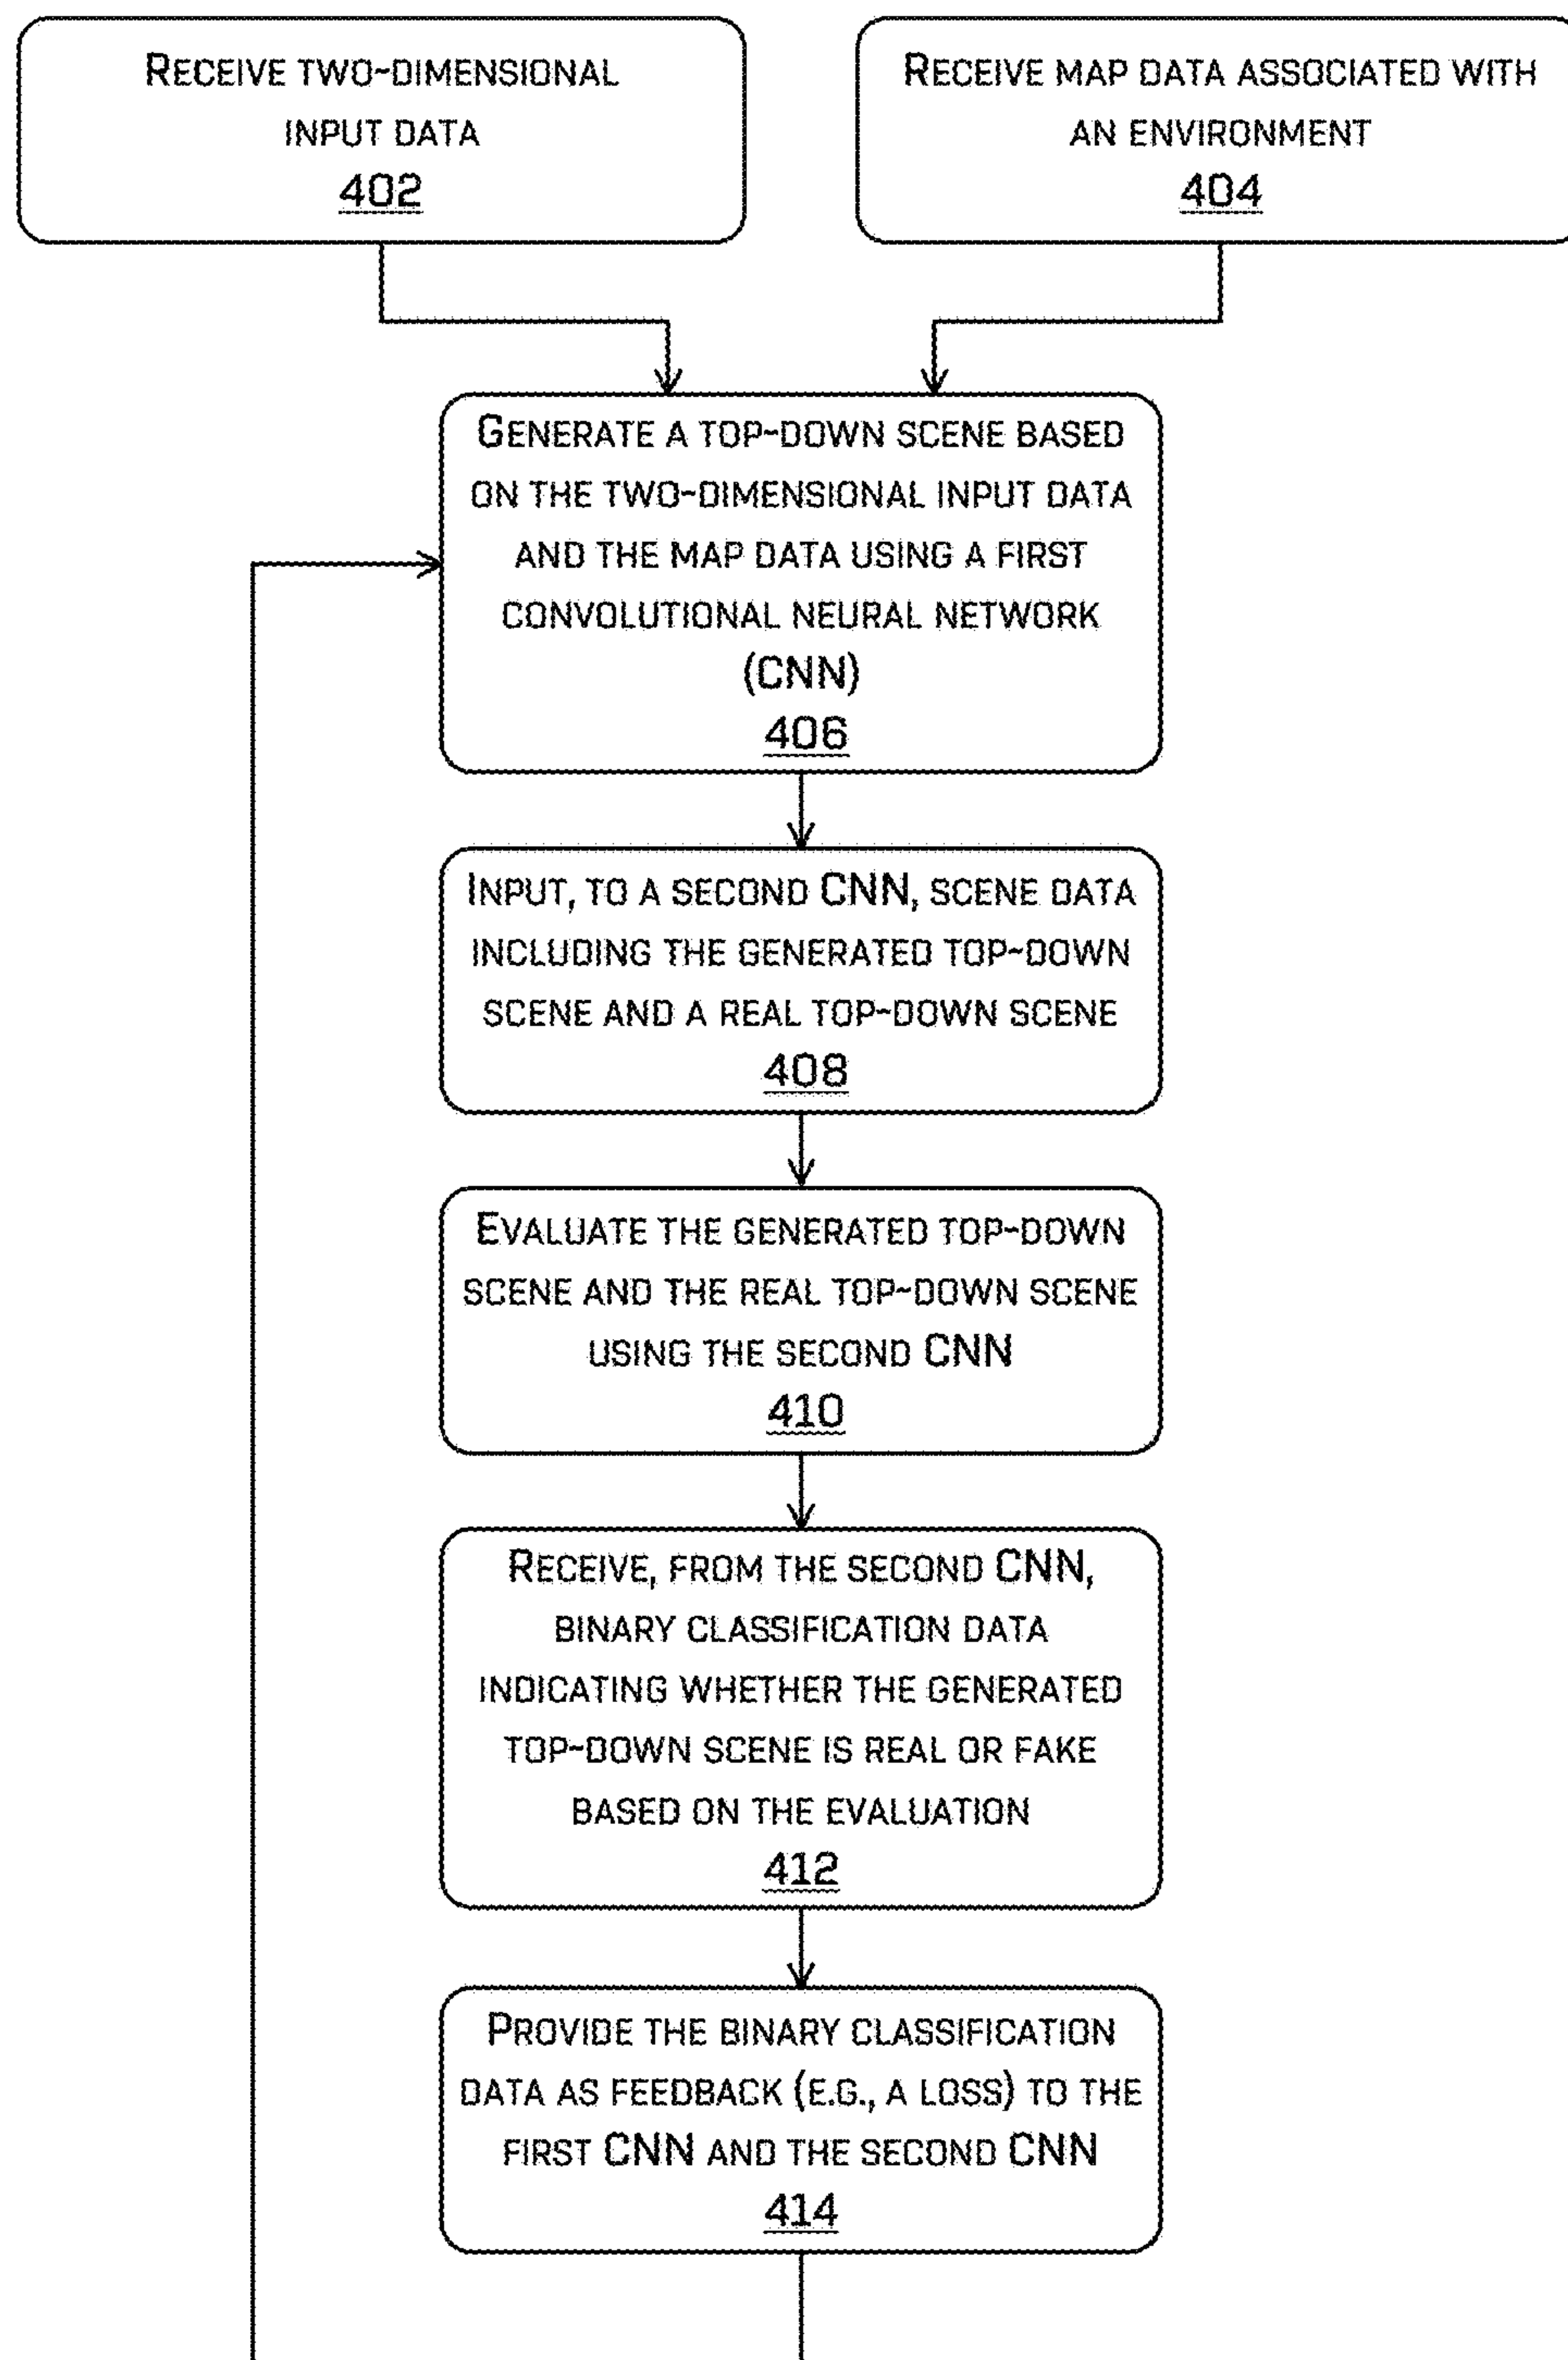 RECEIVE TWO-DIMENSIONAL
INPUT DATA
402
RECEIVE MAP DATA ASSOCIATED WITH
AN ENVIRONMENT
404
GENERATE A TOP-DOWN SCENE BASED
ON THE TWO-DIMENSIONAL INPUT DATA
AND THE MAP DATA USING A FIRST
CONVOLUTIONAL NEURAL NETWORK
(CNN)
406
INPUT, TO A SECOND CNN, SCENE DATA
INCLUDING THE GENERATED TOP-DOWN
SCENE AND A REAL TOP-DOWN SCENE
408
EVALUATE THE GENERATED TOP-DOWN
SCENE AND THE REAL TOP-DOWN SCENE
USING THE SECOND CNN
410
RECEIVE, FROM THE SECOND CNN,
BINARY CLASSIFICATION DATA
INDICATING WHETHER THE GENERATED
TOP-DOWN SCENE IS REAL OR FAKE
BASED ON THE EVALUATION
412
PROVIDE THE BINARY CLASSIFICATION
DATA AS FEEDBACK (E.G., A LOSS) TO THE
FIRST CNN AND THE SECOND CNN
414